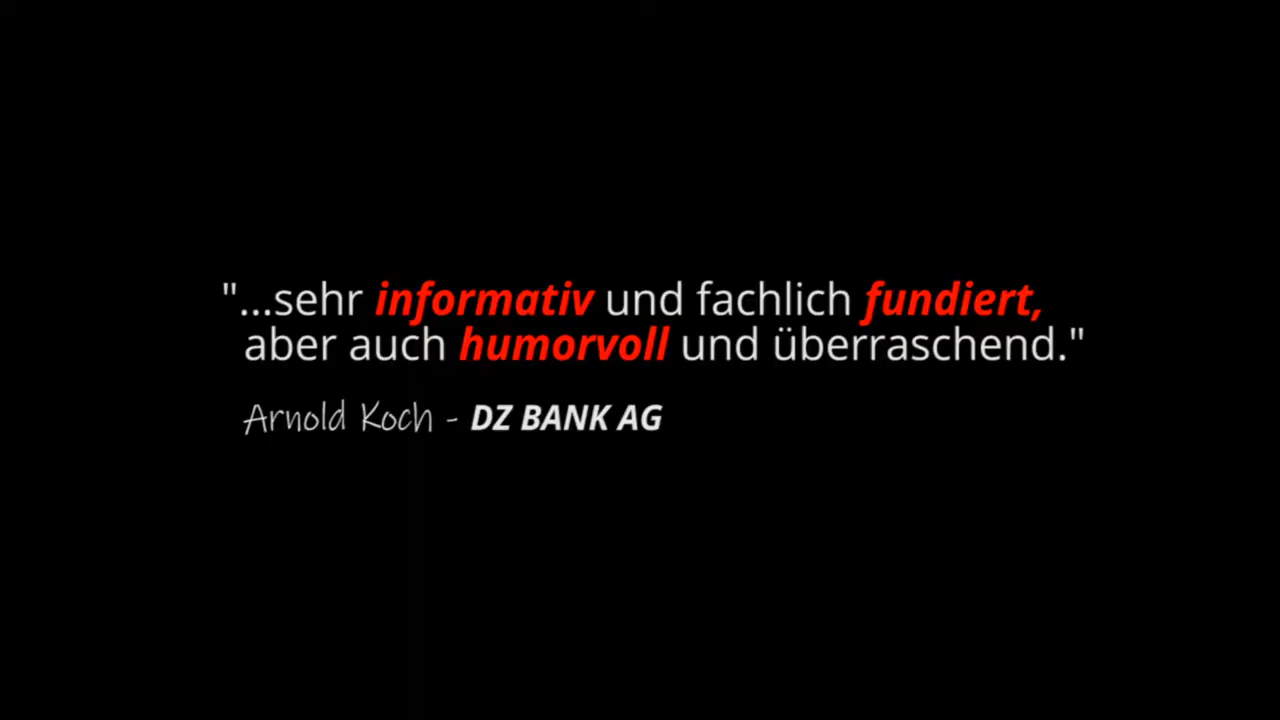 "...sehr informativ und fachlich fundiert,
aber auch humorvoll und überraschend."
Arnold Koch - DZ BANK AG